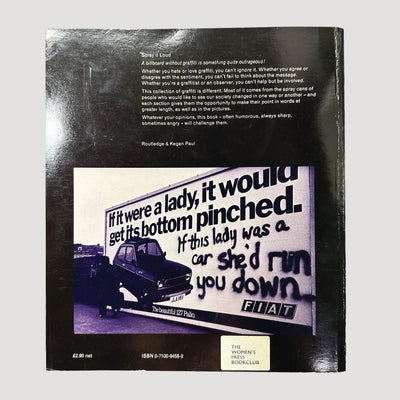 Spray it Loud
A billboard without graffiti is something quite outrageous!
Whether you hate or love graffiti, you can't ignore it. Whether you agree or
disagree with the sentiment, you can't fail to think about the message.
Whether you're a graffitist or an observer, you can't help but be involved.
This collection of graffiti is different. Most of it comes from the spray cans of
people who would like to see our society changed in one way or another – and
each section gives them the opportunity to make their point in words at
greater length, as well as in the pictures.
Whatever your opinions, this book – often humorous, always sharp,
sometimes angry – will challenge them.
Routledge & Kegan Paul
If it were a lady, it would
get its bottom pinched.
If this lady was a
car she'd run
you down
The beautiful 127 Palio.
FIAT
£2.95 net
ISBN 0-7100-9456-2
THE
WOMEN'S
PRESS
BOOKCLUB